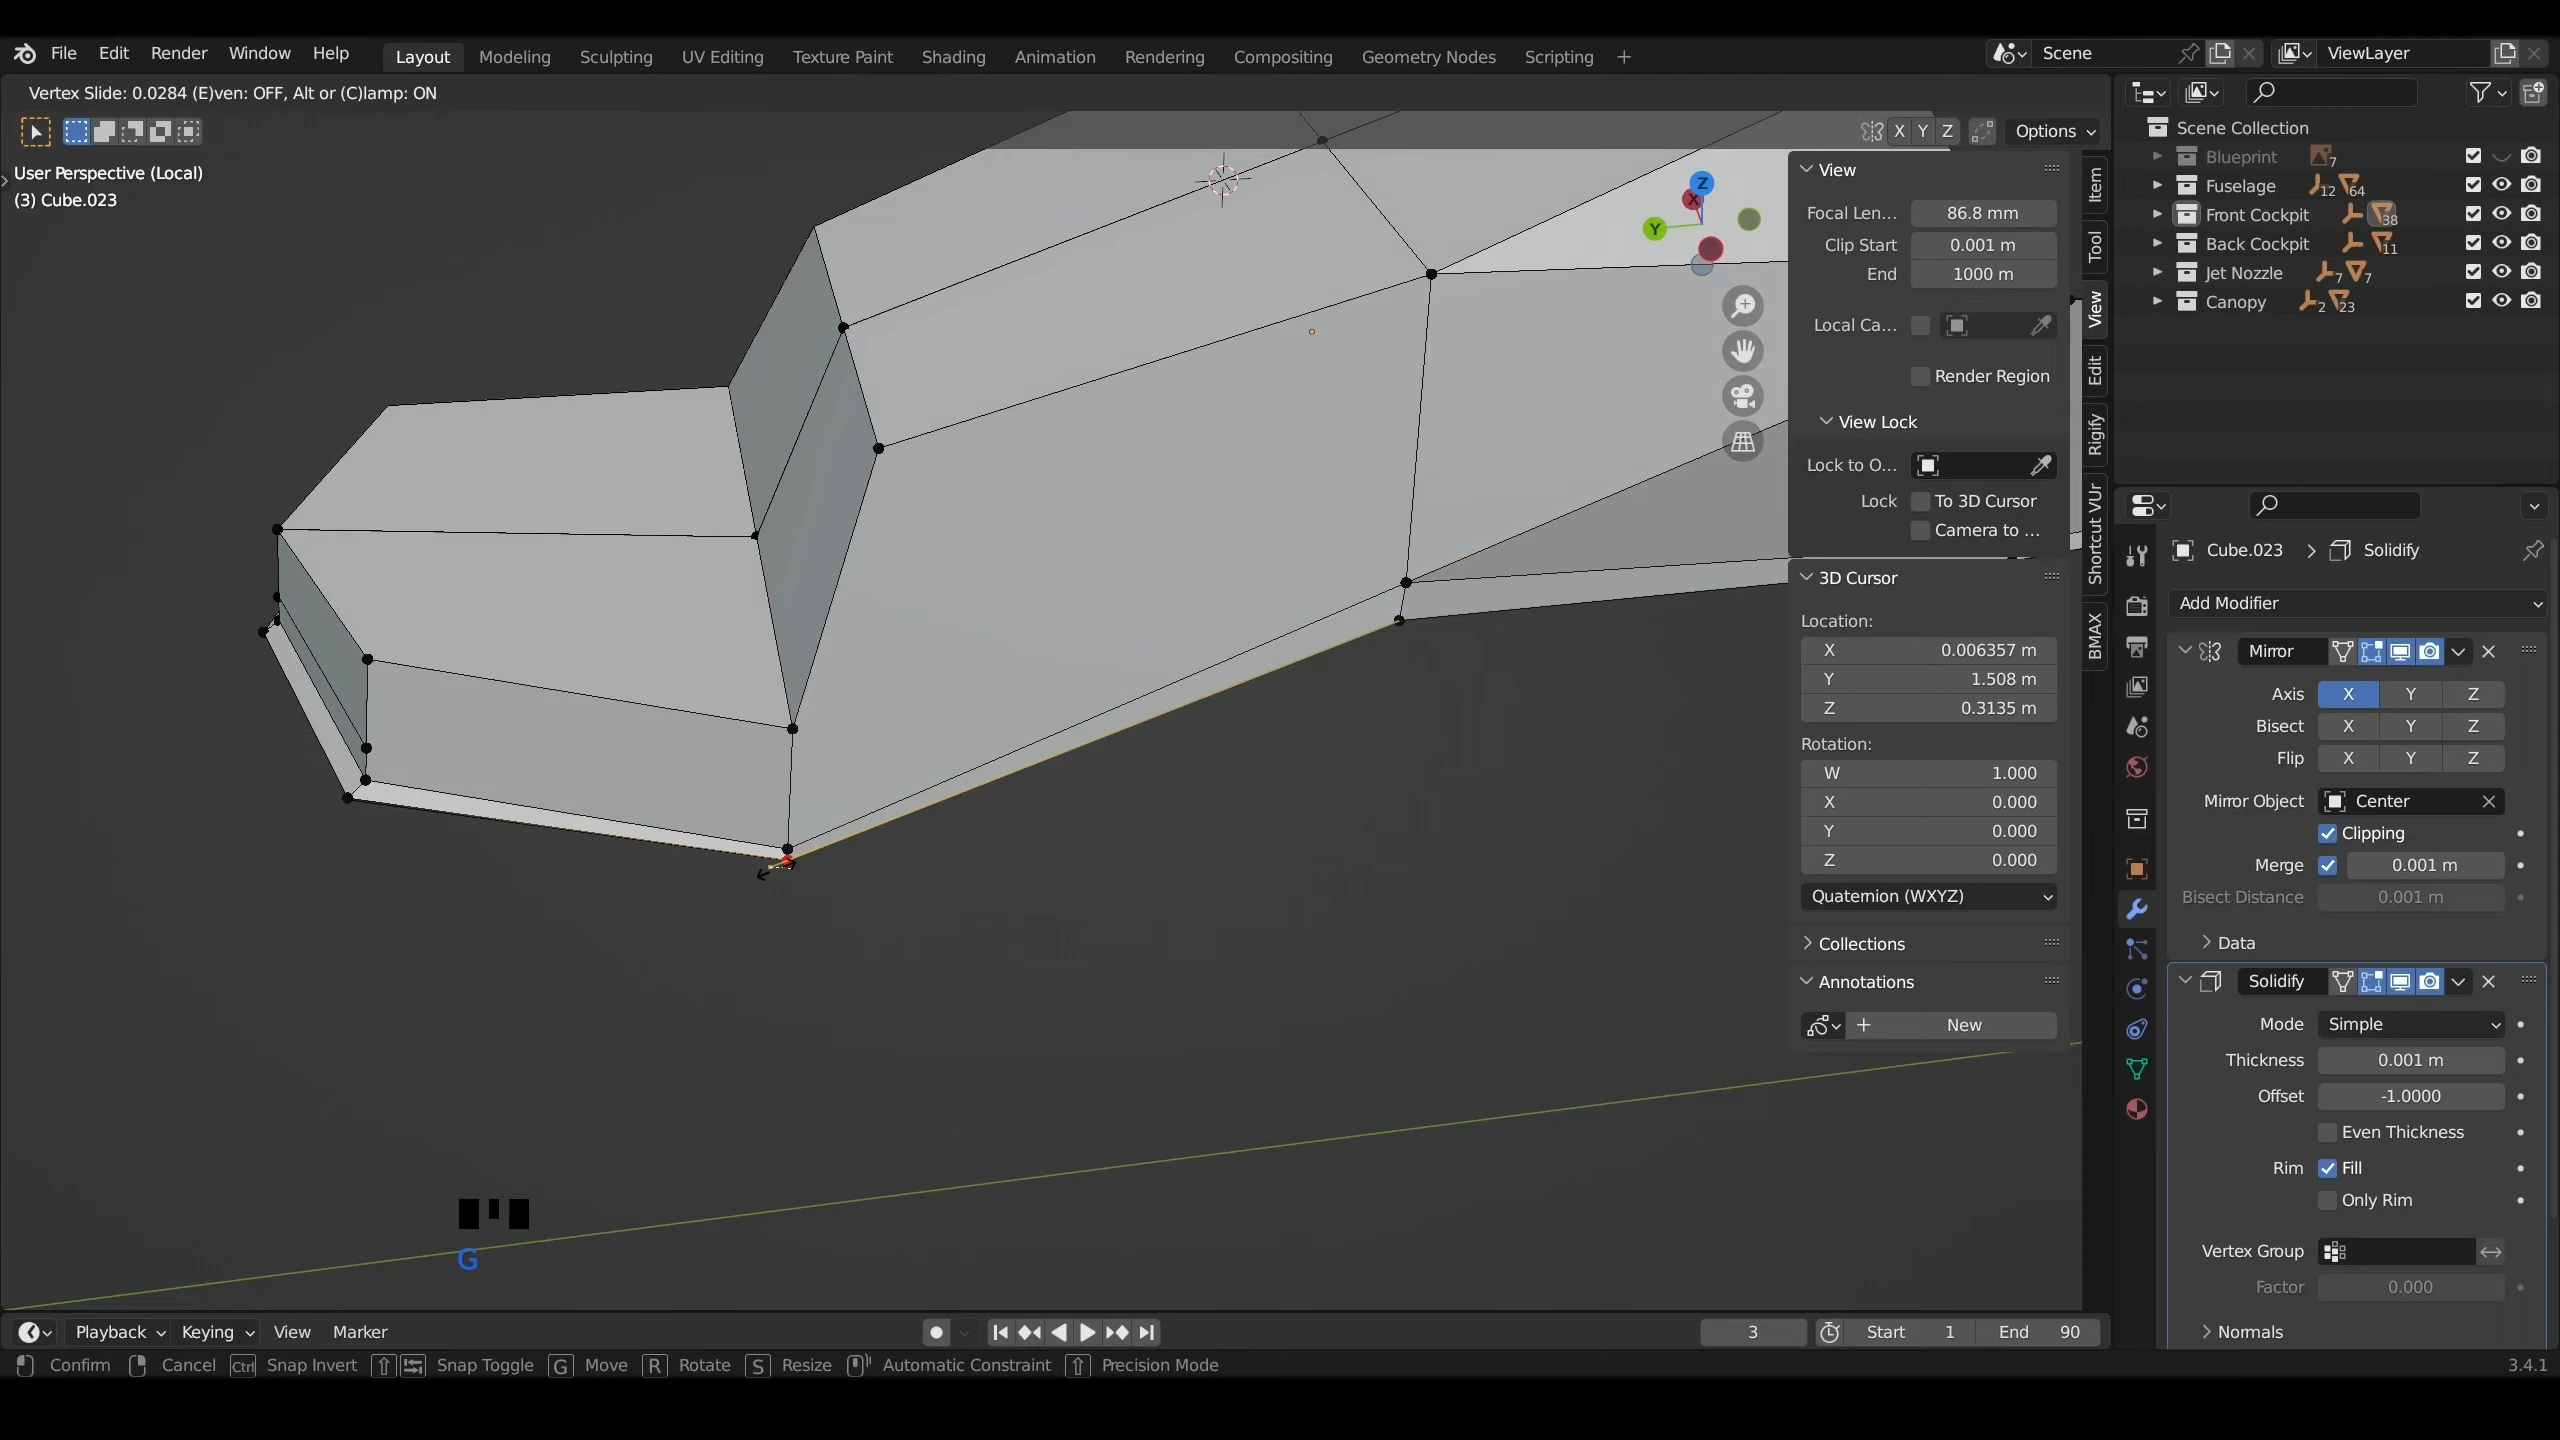 File Edit Render Window Help Layout Modeling Sculpting UV Editing Texture Paint Shading Animation Rendering Compositing Geometry Nodes Scripting + Scene ViewLayer
Vertex Slide: 0.0284 (E)ven: OFF, Alt or (C)lamp: ON
X Y Z Options
User Perspective (Local)
(3) Cube.023
Z
X
Y
View
Focal Len... 86.8 mm
Clip Start 0.001 m
End 1000 m
Local Ca...
Render Region
View Lock
Lock to O...
Lock To 3D Cursor
Camera to ...
3D Cursor
Location:
X 0.006357 m
Y 1.508 m
Z 0.3135 m
Rotation:
W 1.000
X 0.000
Y 0.000
Z 0.000
Quaternion (WXYZ)
Collections
Annotations
+ New
Item
Tool
View
Edit
Rigify
Shortcut VUr
BMAX
Scene Collection
Blueprint 7
Fuselage 12 64
Front Cockpit 38
Back Cockpit 11
Jet Nozzle 7 7
Canopy 2 23
Cube.023 > Solidify
Add Modifier
Mirror
Axis X Y Z
Bisect X Y Z
Flip X Y Z
Mirror Object Center
Clipping
Merge 0.001 m
Bisect Distance 0.001 m
Data
Solidify
Mode Simple
Thickness 0.001 m
Offset -1.0000
Even Thickness
Rim Fill
Only Rim
Vertex Group
Factor 0.000
Normals
G
Playback Keying View Marker 3 Start 1 End 90
Confirm Cancel Ctrl Snap Invert Snap Toggle G Move R Rotate S Resize Automatic Constraint Precision Mode 3.4.1